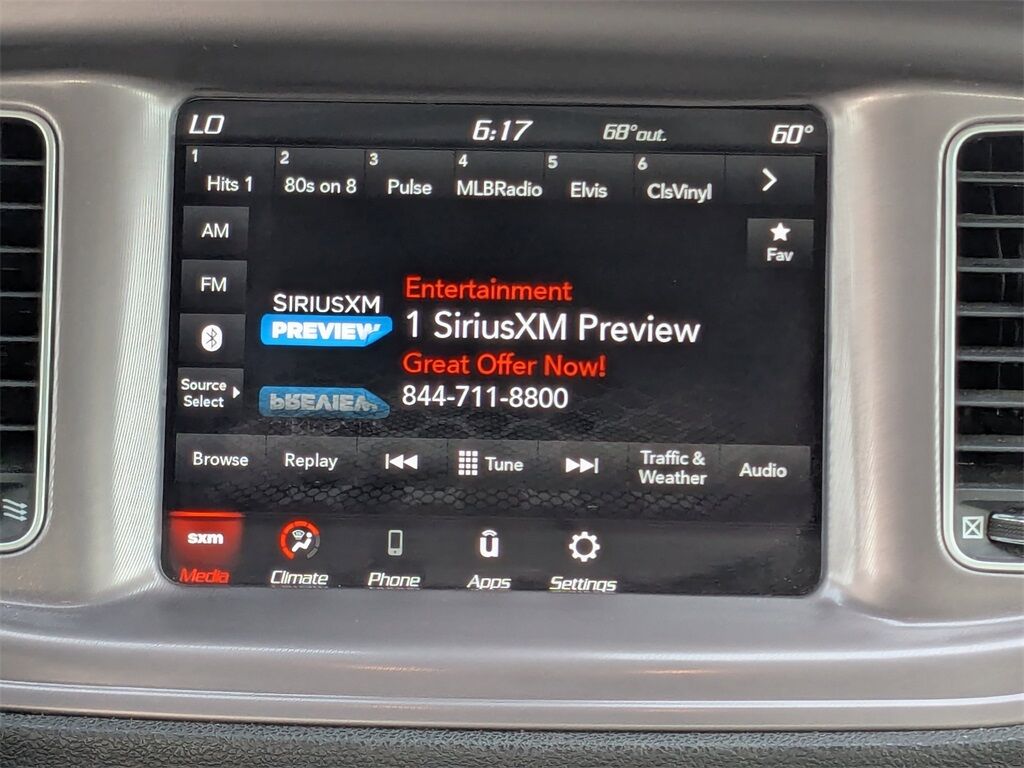 LO 6:17 68° out. 60°
1 2 3 4 5 6
Hits 1 80s on 8 Pulse MLBRadio Elvis ClsVinyl
AM
Fav
FM
SIRIUSXM
PREVIEW
Entertainment
1 SiriusXM Preview
Great Offer Now!
844-711-8800
Source
Select
PREVIEW
Browse Replay Tune Traffic &
Weather Audio
sxm
Media Climate Phone Apps Settings